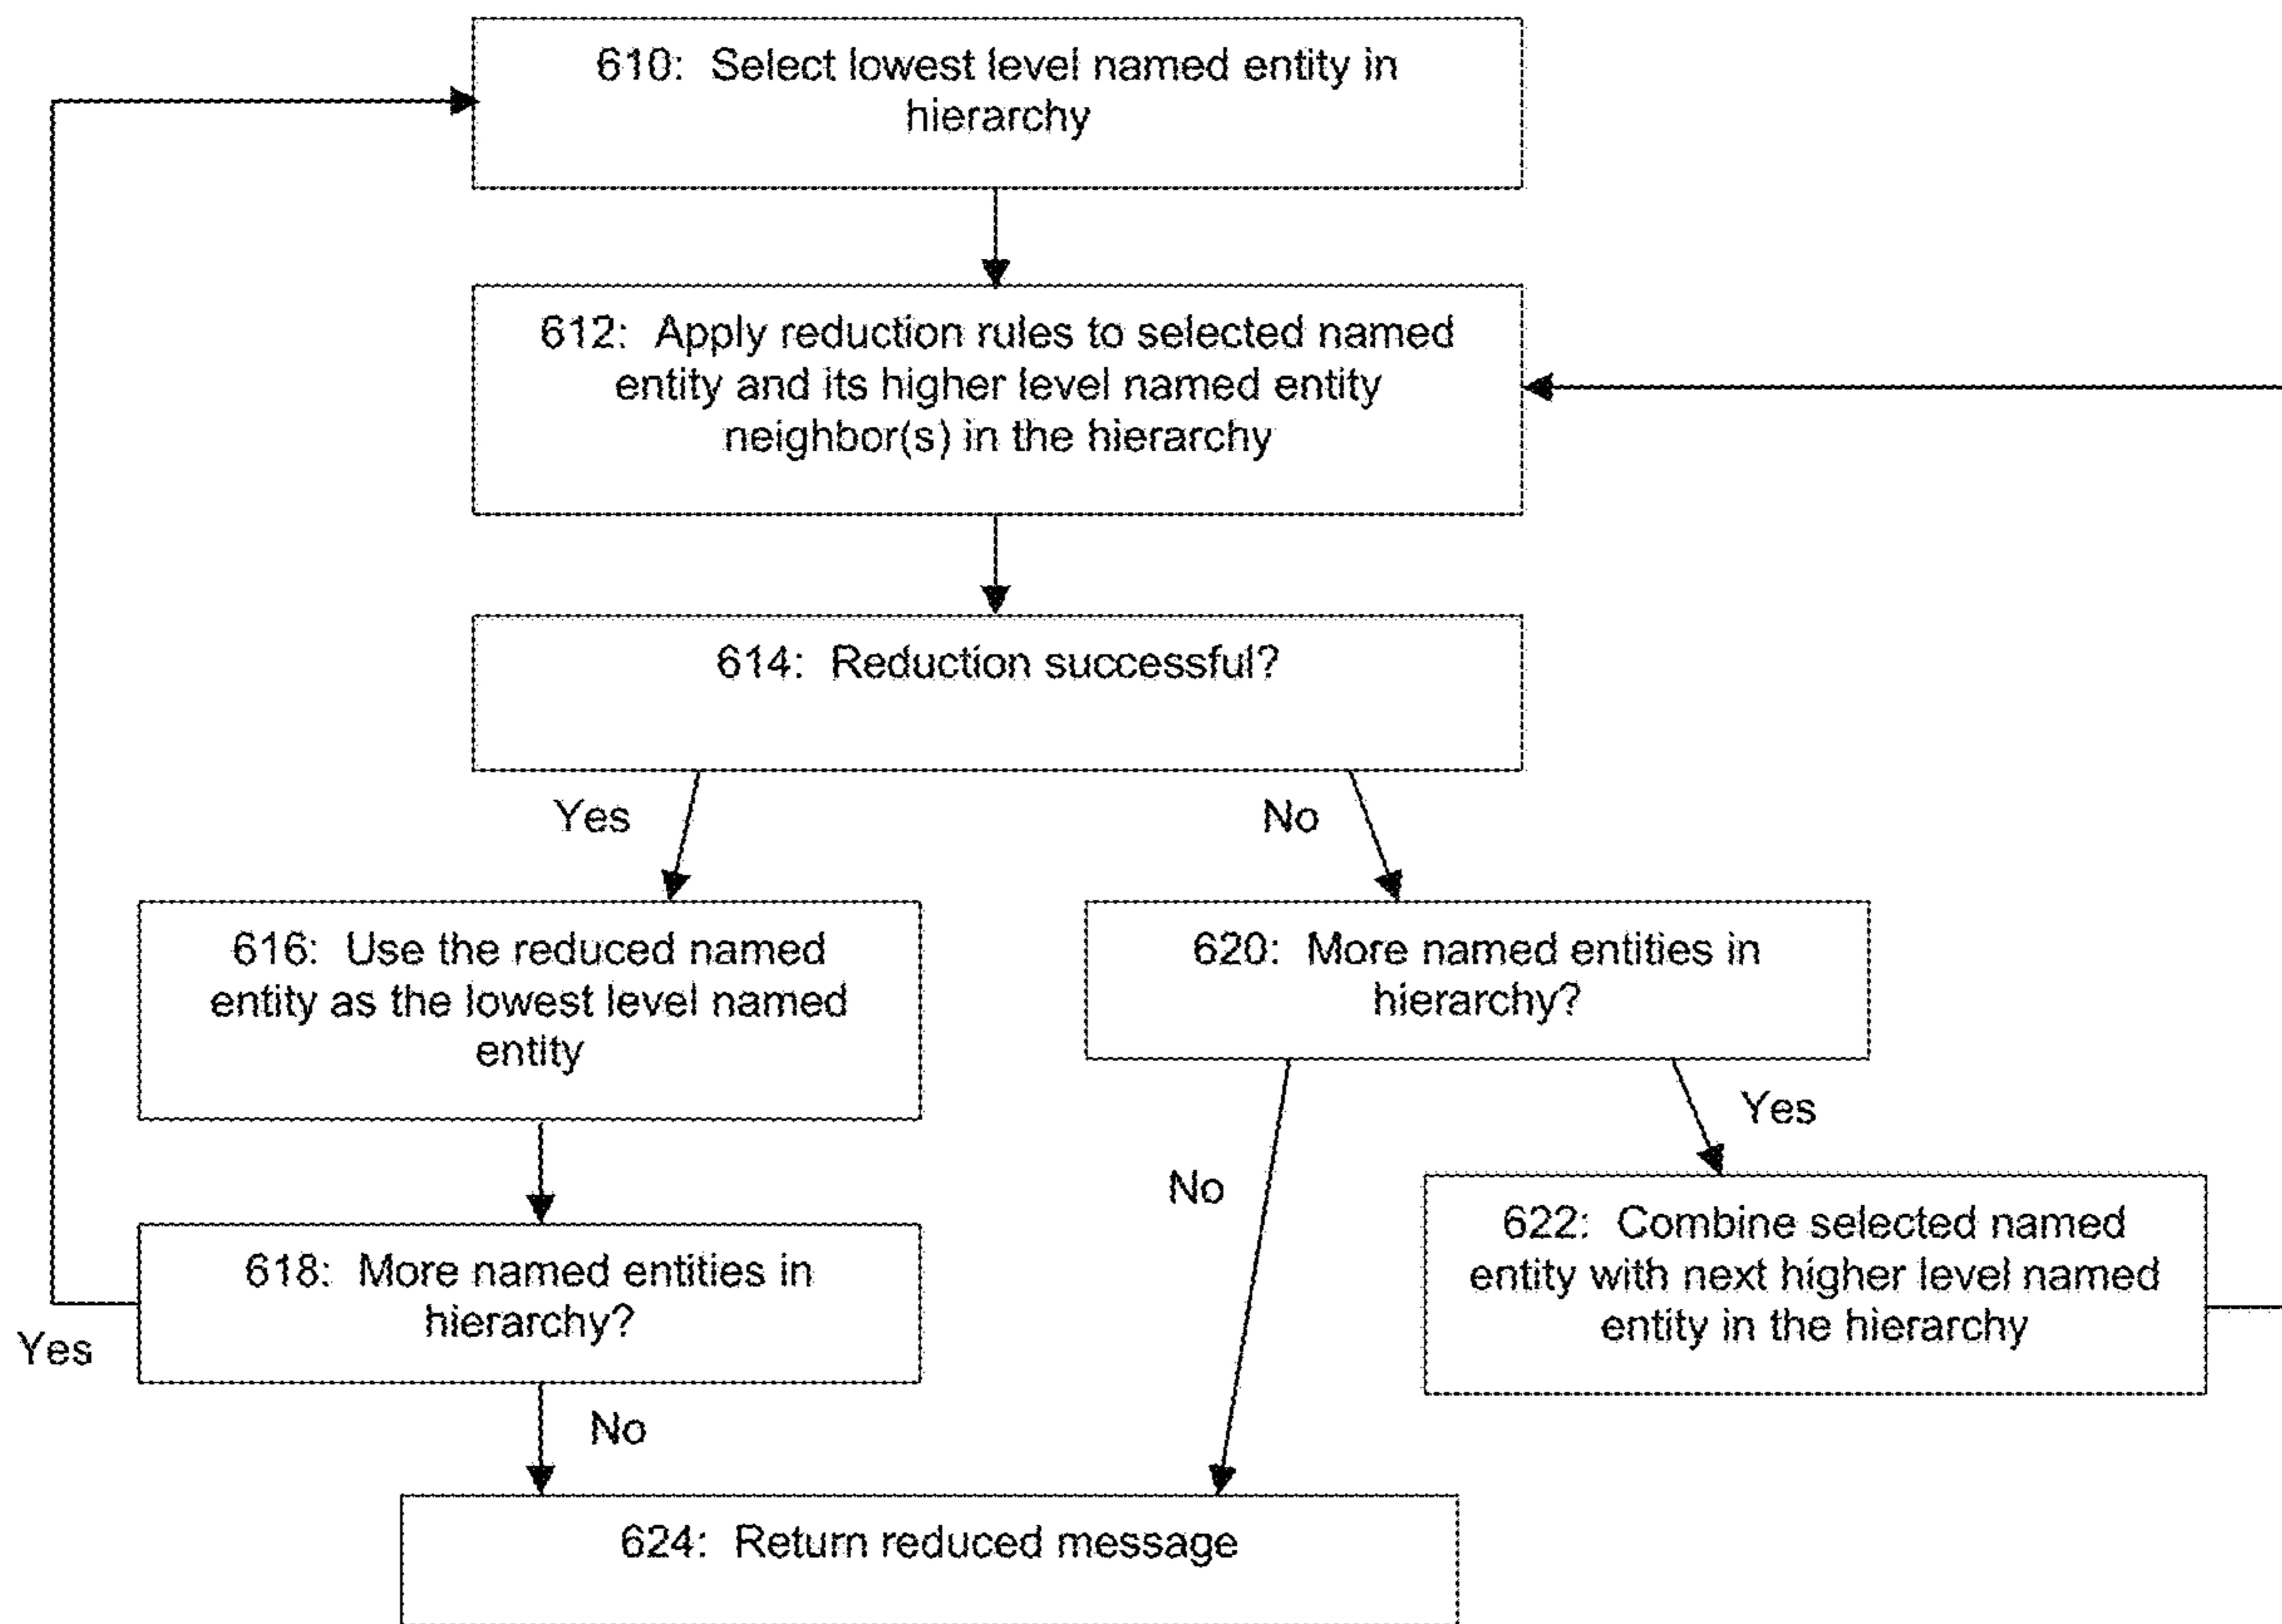 610: Select lowest level named entity in
hierarchy
612: Apply reduction rules to selected named
entity and its higher level named entity
neighbor(s) in the hierarchy
614: Reduction successful?
Yes
No
616: Use the reduced named
entity as the lowest level named
entity
620: More named entities in
hierarchy?
Yes
No
622: Combine selected named
entity with next higher level named
entity in the hierarchy
618: More named entities in
hierarchy?
Yes
No
624: Return reduced message